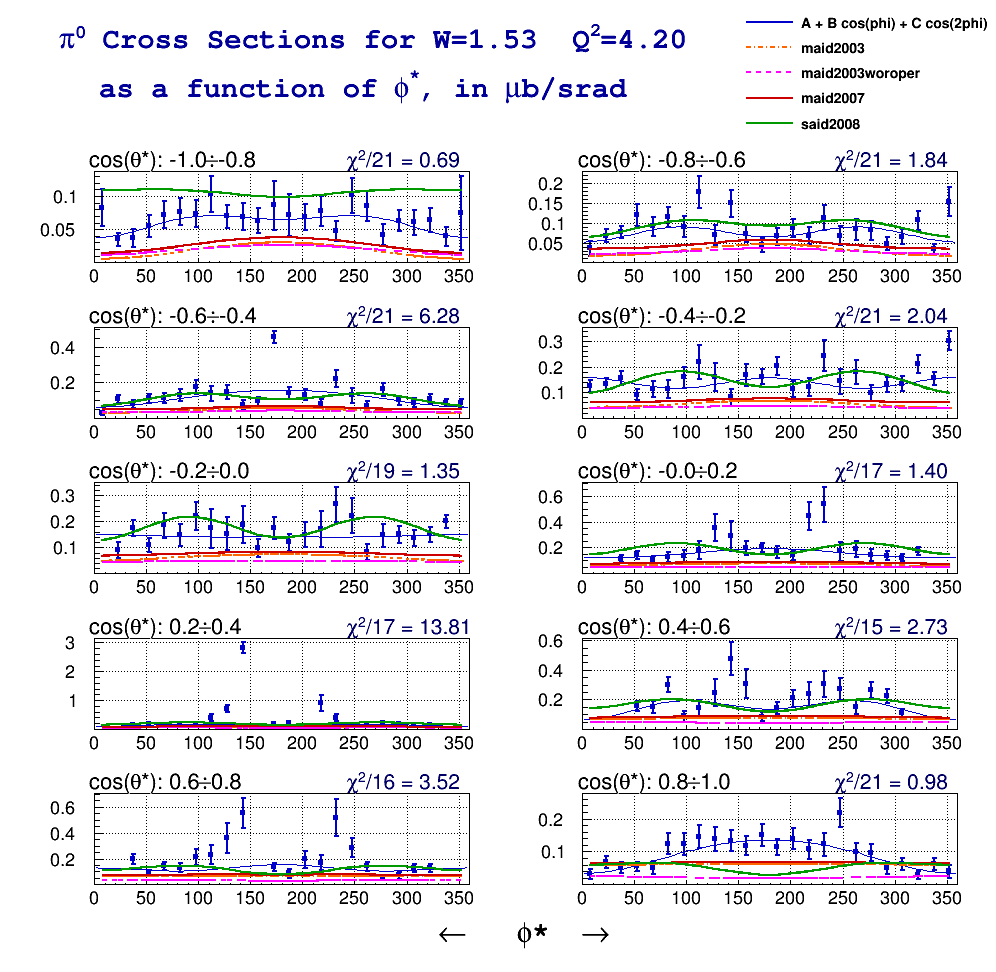 π⁰ Cross Sections for W=1.53 Q²=4.20
as a function of ϕ*, in μb/srad
A + B cos(phi) + C cos(2phi)
maid2003
maid2003woroper
maid2007
said2008
cos(θ*): -1.0÷-0.8 χ²/21 = 0.69
0.1
0.05
0 50 100 150 200 250 300 350
cos(θ*): -0.8÷-0.6 χ²/21 = 1.84
0.2
0.15
0.1
0.05
0 50 100 150 200 250 300 350
cos(θ*): -0.6÷-0.4 χ²/21 = 6.28
0.4
0.2
0 50 100 150 200 250 300 350
cos(θ*): -0.4÷-0.2 χ²/21 = 2.04
0.3
0.2
0.1
0 50 100 150 200 250 300 350
cos(θ*): -0.2÷0.0 χ²/19 = 1.35
0.3
0.2
0.1
0 50 100 150 200 250 300 350
cos(θ*): -0.0÷0.2 χ²/17 = 1.40
0.6
0.4
0.2
0 50 100 150 200 250 300 350
cos(θ*): 0.2÷0.4 χ²/17 = 13.81
3
2
1
0 50 100 150 200 250 300 350
cos(θ*): 0.4÷0.6 χ²/15 = 2.73
0.6
0.4
0.2
0 50 100 150 200 250 300 350
cos(θ*): 0.6÷0.8 χ²/16 = 3.52
0.6
0.4
0.2
0 50 100 150 200 250 300 350
cos(θ*): 0.8÷1.0 χ²/21 = 0.98
0.2
0.1
0 50 100 150 200 250 300 350
← ϕ* →